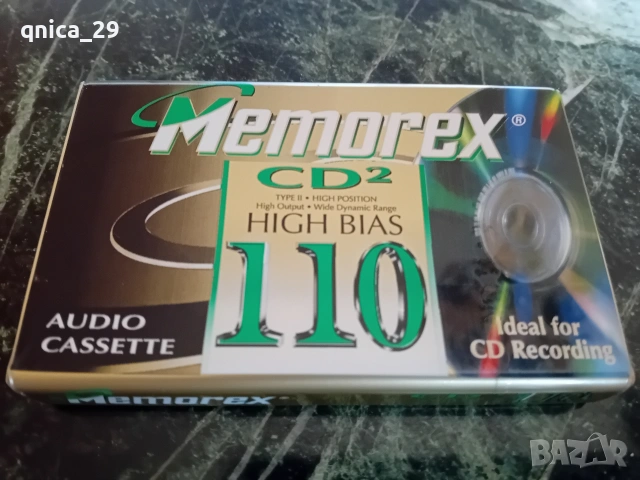 qnica_29
Memorex®
CD2
TYPE II • HIGH POSITION
High Output • Wide Dynamic Range
HIGH BIAS
110
AUDIO
CASSETTE
Ideal for
CD Recording
Memorex
BAZAR